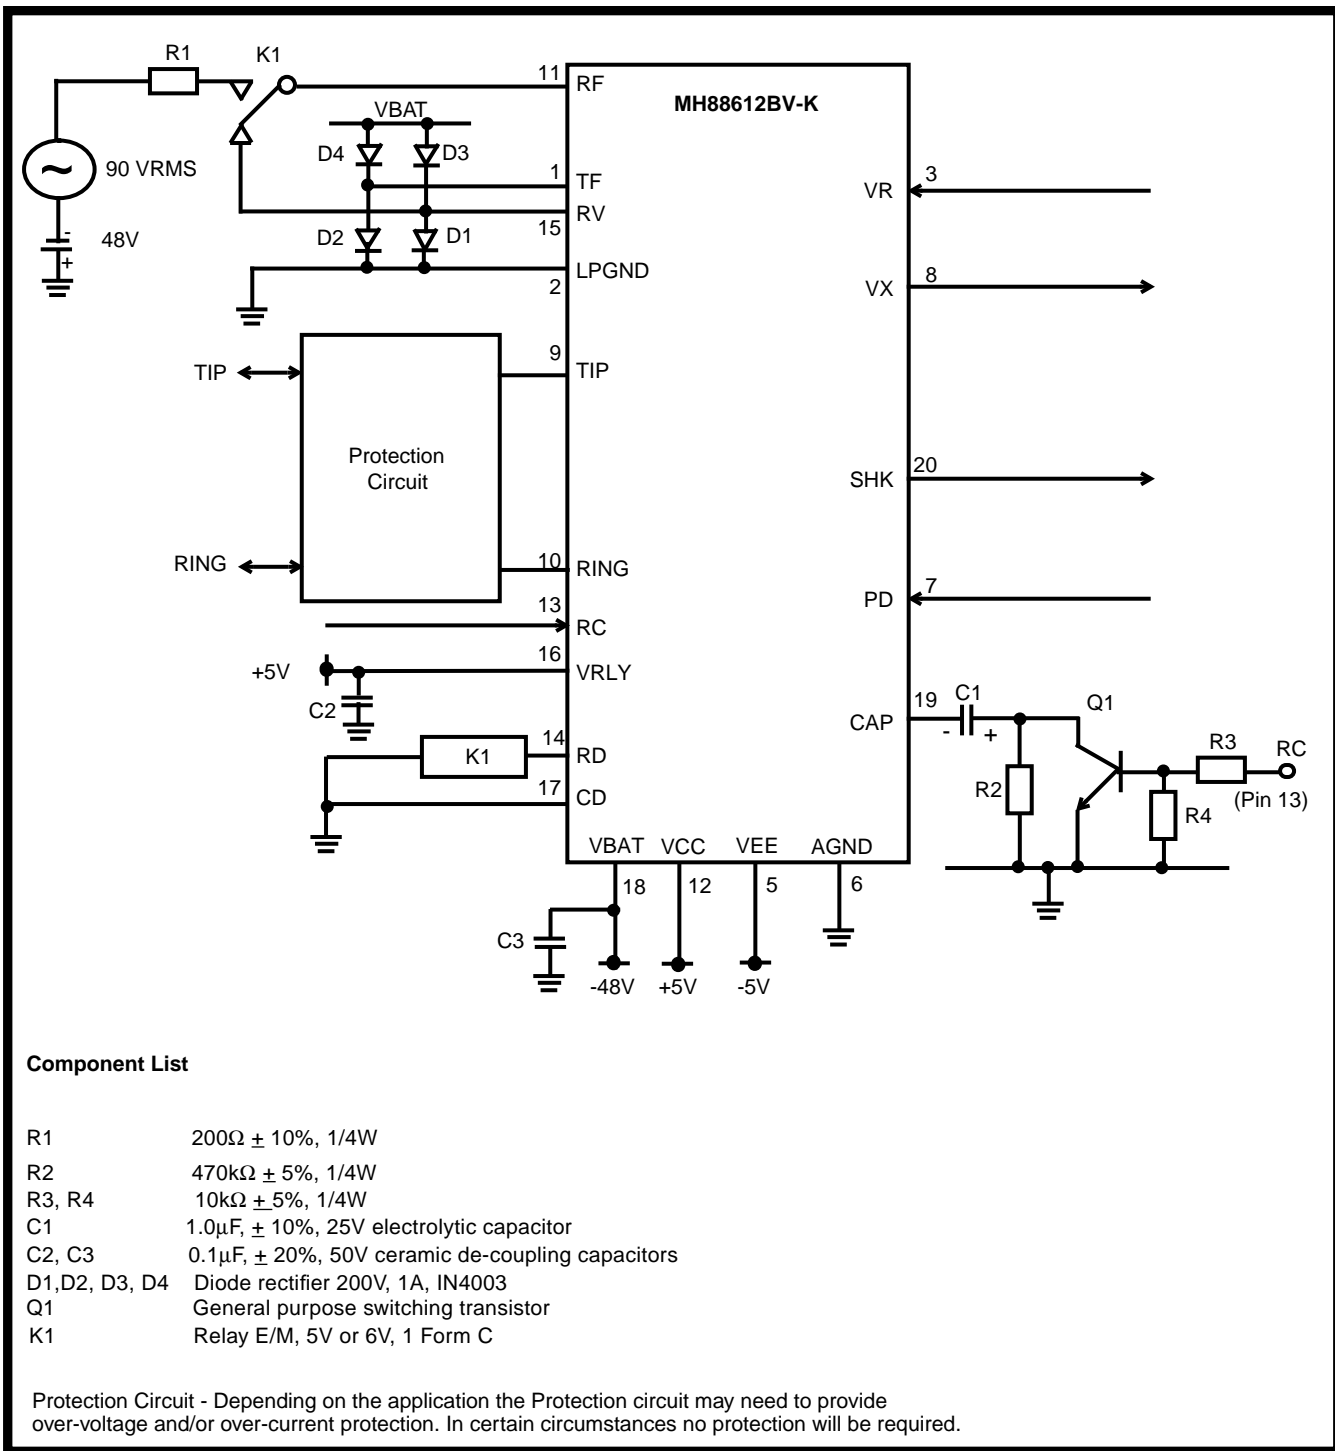 R1
K1
11
RF
MH88612BV-K
VBAT
D4
D3
~
90 VRMS
1
TF
3
VR
RV
15
-
48V
+
D2
D1
LPGND
2
8
VX
TIP
9
TIP
Protection
Circuit
20
SHK
RING
10
RING
7
PD
13
RC
+5V
16
VRLY
C2
19
CAP
C1
-
+
Q1
R3
RC
(Pin 13)
R2
R4
K1
14
RD
17
CD
VBAT
VCC
VEE
AGND
18
12
5
6
C3
-48V
+5V
-5V
Component List
R1 200Ω ± 10%, 1/4W
R2 470kΩ ± 5%, 1/4W
R3, R4 10kΩ ± 5%, 1/4W
C1 1.0µF, ± 10%, 25V electrolytic capacitor
C2, C3 0.1µF, ± 20%, 50V ceramic de-coupling capacitors
D1,D2, D3, D4 Diode rectifier 200V, 1A, IN4003
Q1 General purpose switching transistor
K1 Relay E/M, 5V or 6V, 1 Form C
Protection Circuit - Depending on the application the Protection circuit may need to provide
over-voltage and/or over-current protection. In certain circumstances no protection will be required.